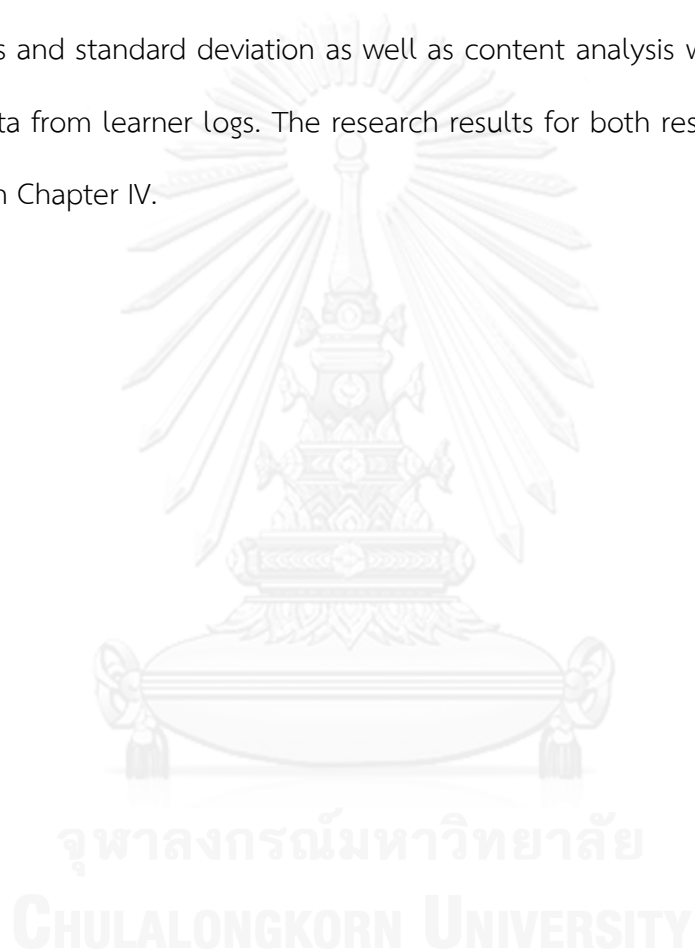 s and standard deviation as well as content analysis
ta from learner logs. The research results for both
n Chapter IV.
จุฬาลงกรณ์มหาวิทยาลัย
CHULALONGKORN UNIVERSITY